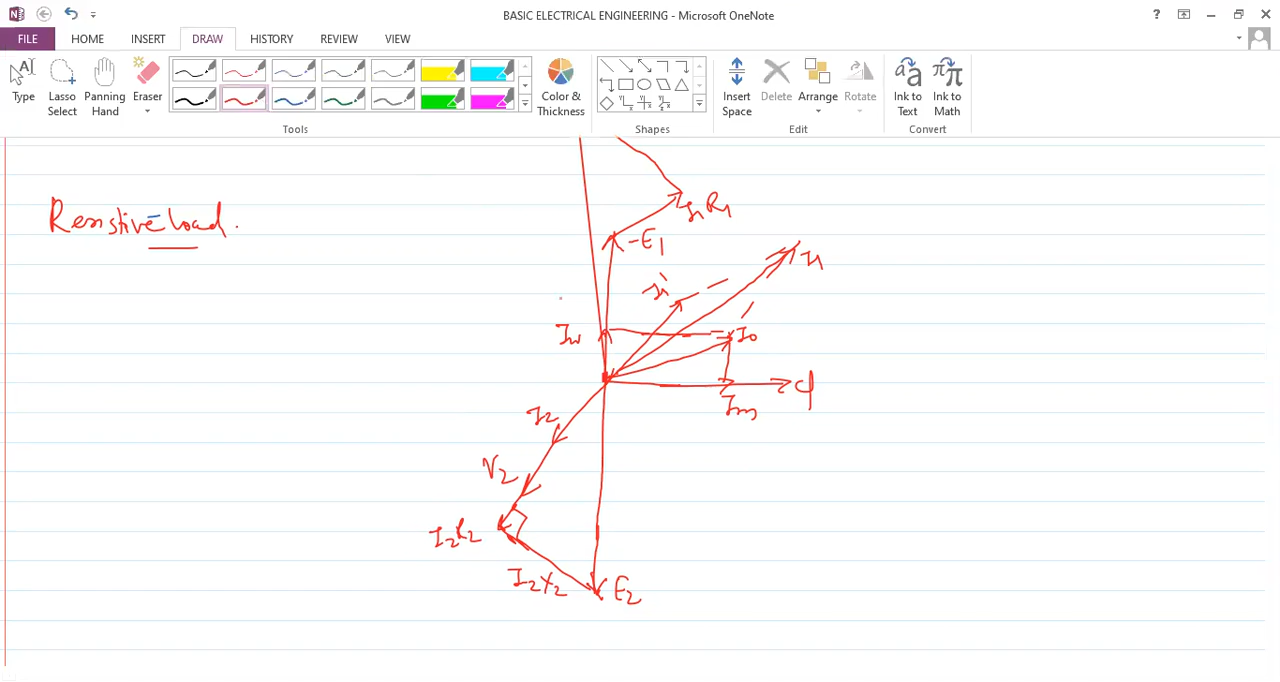 BASIC ELECTRICAL ENGINEERING - Microsoft OneNote
FILE HOME INSERT DRAW HISTORY REVIEW VIEW
Type
Lasso Select
Panning Hand
Eraser
Color & Thickness
Insert Space
Delete
Arrange
Rotate
Ink to Text
Ink to Math
Tools
Shapes
Edit
Convert
Resistive load.
I1R1
-E1
I1
I1'
Iw
I0
Im
ϕ
I2
V2
I2R2
I2X2
E2